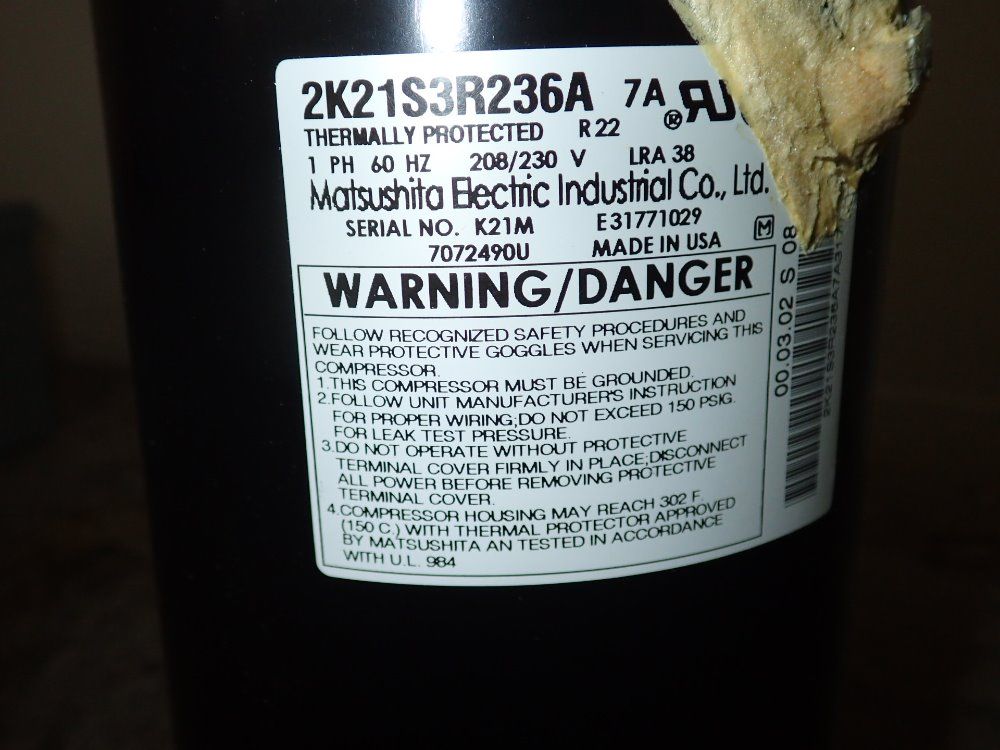 2K21S3R236A 7A ®
THERMALLY PROTECTED R 22
1 PH 60 HZ 208/230 V LRA 38
Matsushita Electric Industrial Co., Ltd.
SERIAL NO. K21M E31771029
7072490U MADE IN USA M
WARNING/DANGER
FOLLOW RECOGNIZED SAFETY PROCEDURES AND
WEAR PROTECTIVE GOGGLES WHEN SERVICING THIS
COMPRESSOR.
1.THIS COMPRESSOR MUST BE GROUNDED.
2.FOLLOW UNIT MANUFACTURER'S INSTRUCTION
FOR PROPER WIRING;DO NOT EXCEED 150 PSIG.
FOR LEAK TEST PRESSURE.
3.DO NOT OPERATE WITHOUT PROTECTIVE
TERMINAL COVER FIRMLY IN PLACE;DISCONNECT
ALL POWER BEFORE REMOVING PROTECTIVE
TERMINAL COVER.
4.COMPRESSOR HOUSING MAY REACH 302 F.
(150 C.) WITH THERMAL PROTECTOR APPROVED
BY MATSUSHITA AN TESTED IN ACCORDANCE
WITH U.L. 984
00.03.02 S 08